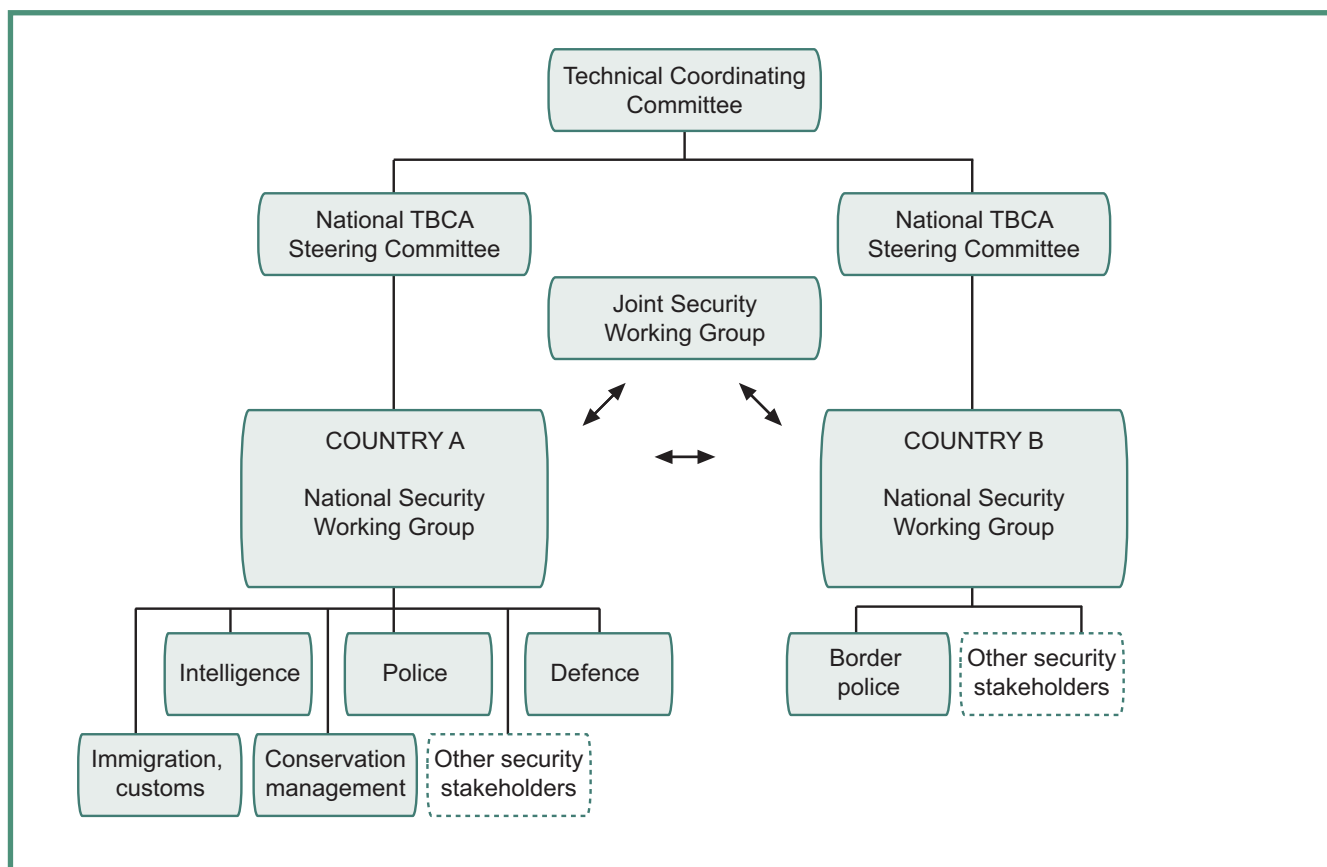 Technical Coordinating
Committee
National TBCA
Steering Committee
National TBCA
Steering Committee
Joint Security
Working Group
COUNTRY A
National Security
Working Group
COUNTRY B
National Security
Working Group
Intelligence
Police
Defence
Border
police
Other security
stakeholders
Immigration,
customs
Conservation
management
Other security
stakeholders